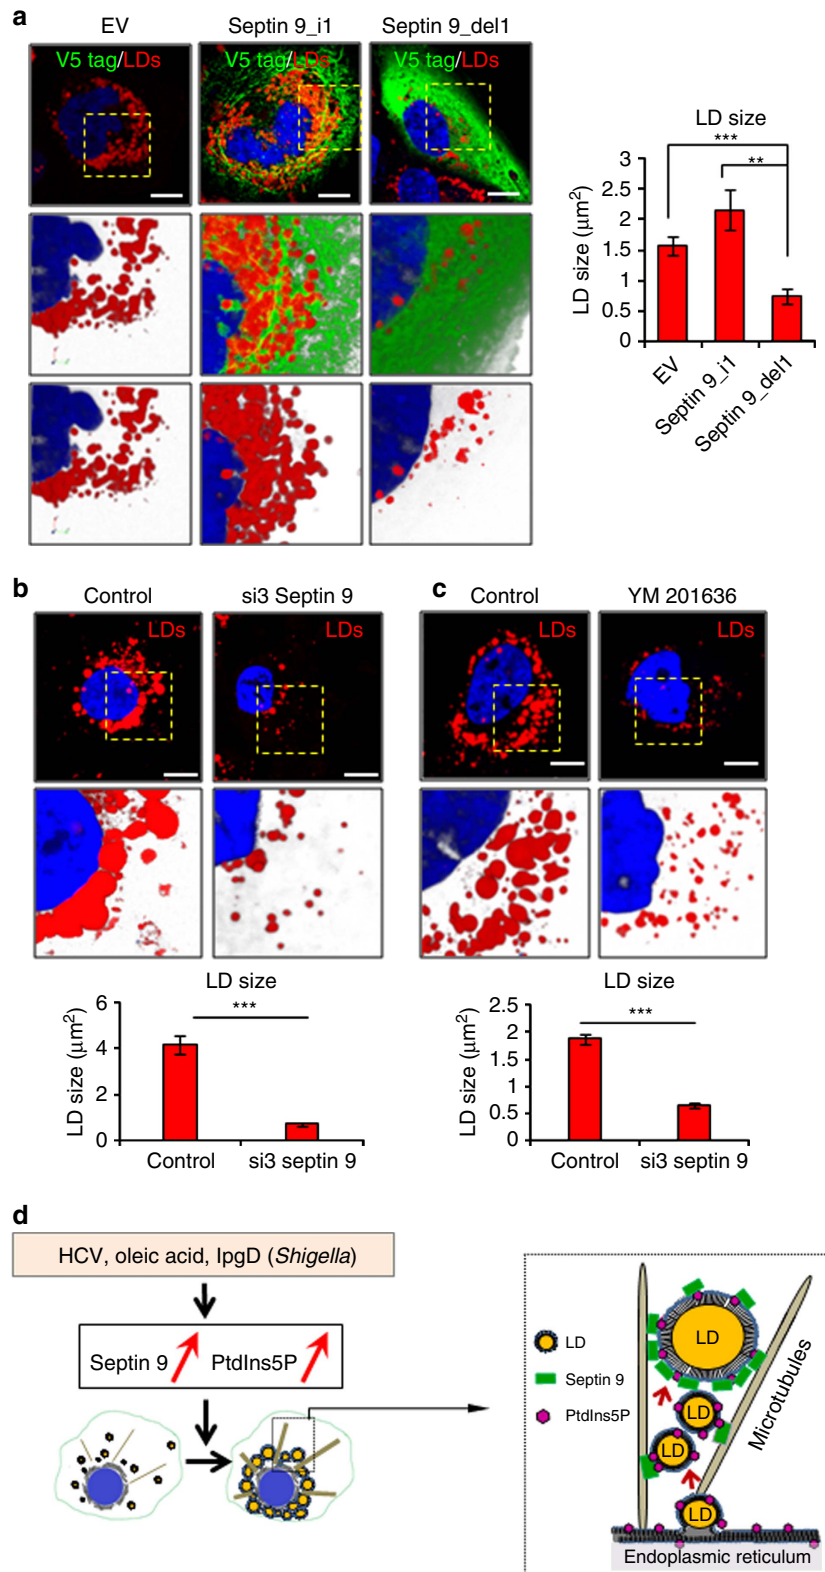 a
EV
Septin 9_i1
Septin 9_del1
V5 tag/LDs
V5 tag/LDs
V5 tag/LDs
LD size
***
**
LD size (μm²)
3
2.5
2
1.5
1
0.5
0
EV
Septin 9_i1
Septin 9_del1
b
Control
si3 Septin 9
LDs
LDs
LD size
***
LD size (μm²)
6
4
2
0
Control
si3 septin 9
c
Control
YM 201636
LDs
LDs
LD size
***
LD size (μm²)
2.5
2
1.5
1
0.5
0
Control
si3 septin 9
d
HCV, oleic acid, IpgD (Shigella)
Septin 9
PtdIns5P
LD
Septin 9
PtdIns5P
LD
LD
LD
LD
Microtubules
Endoplasmic reticulum